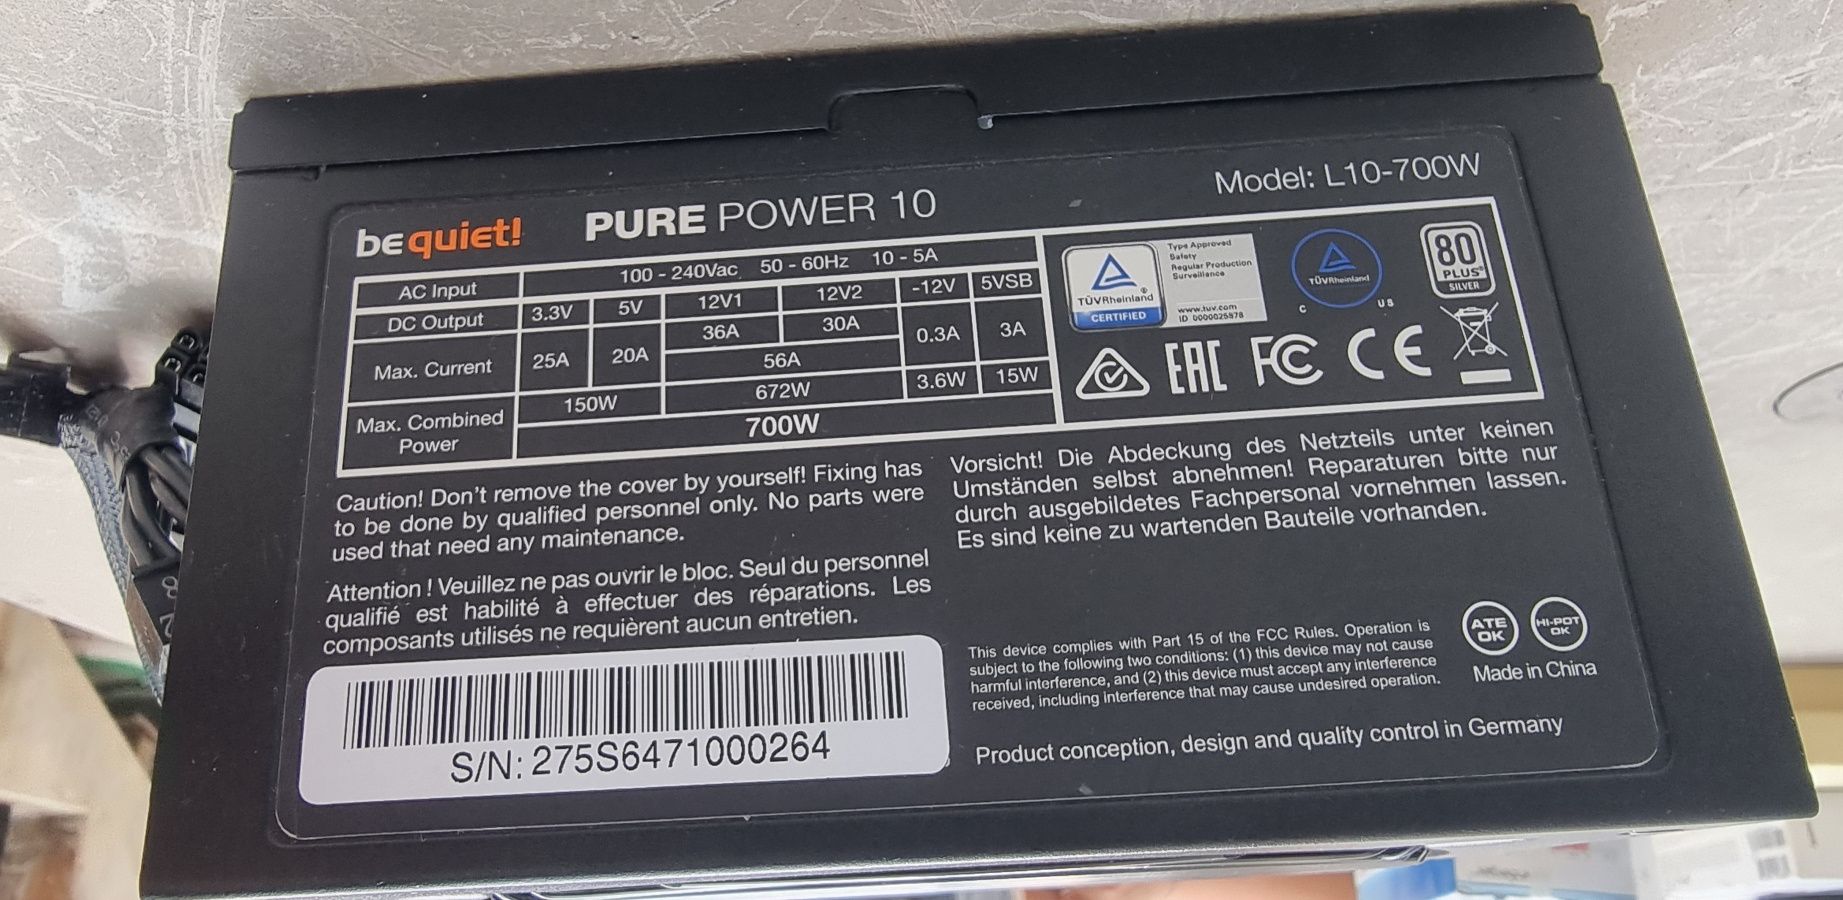 be quiet!
PURE POWER 10
Model: L10-700W
AC Input 100 - 240Vac, 50 - 60Hz 10 - 5A
DC Output 3.3V 5V 12V1 12V2 -12V 5VSB
Max. Current 25A 20A 36A 30A 0.3A 3A
56A
Max. Combined Power 150W 672W 3.6W 15W
700W
TÜVRheinland
CERTIFIED
Type Approved
Safety
Regular Production
Surveillance
www.tuv.com
ID 0000025878
TÜVRheinland
C US
80
PLUS
SILVER
EAC FC CE
Caution! Don't remove the cover by yourself! Fixing has
to be done by qualified personnel only. No parts were
used that need any maintenance.
Vorsicht! Die Abdeckung des Netzteils unter keinen
Umständen selbst abnehmen! Reparaturen bitte nur
durch ausgebildetes Fachpersonal vornehmen lassen.
Es sind keine zu wartenden Bauteile vorhanden.
Attention ! Veuillez ne pas ouvrir le bloc. Seul du personnel
qualifié est habilité à effectuer des réparations. Les
composants utilisés ne requièrent aucun entretien.
S/N: 275S6471000264
This device complies with Part 15 of the FCC Rules. Operation is
subject to the following two conditions: (1) this device may not cause
harmful interference, and (2) this device must accept any interference
received, including interference that may cause undesired operation.
ATE
OK
HI-POT
OK
Made in China
Product conception, design and quality control in Germany